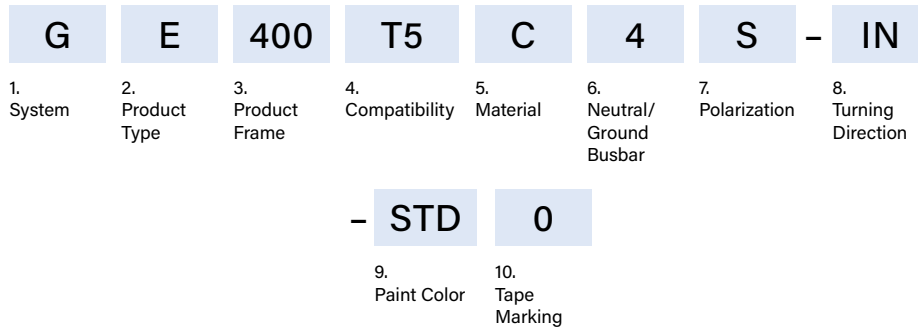 G E 400 T5 C 4 S – IN
1. 2. 3. 4. 5. 6. 7. 8.
System Product Product Compatibility Material Neutral/ Polarization Turning
Type Frame Ground Direction
Busbar
– STD 0
9. 10.
Paint Color Tape
Marking